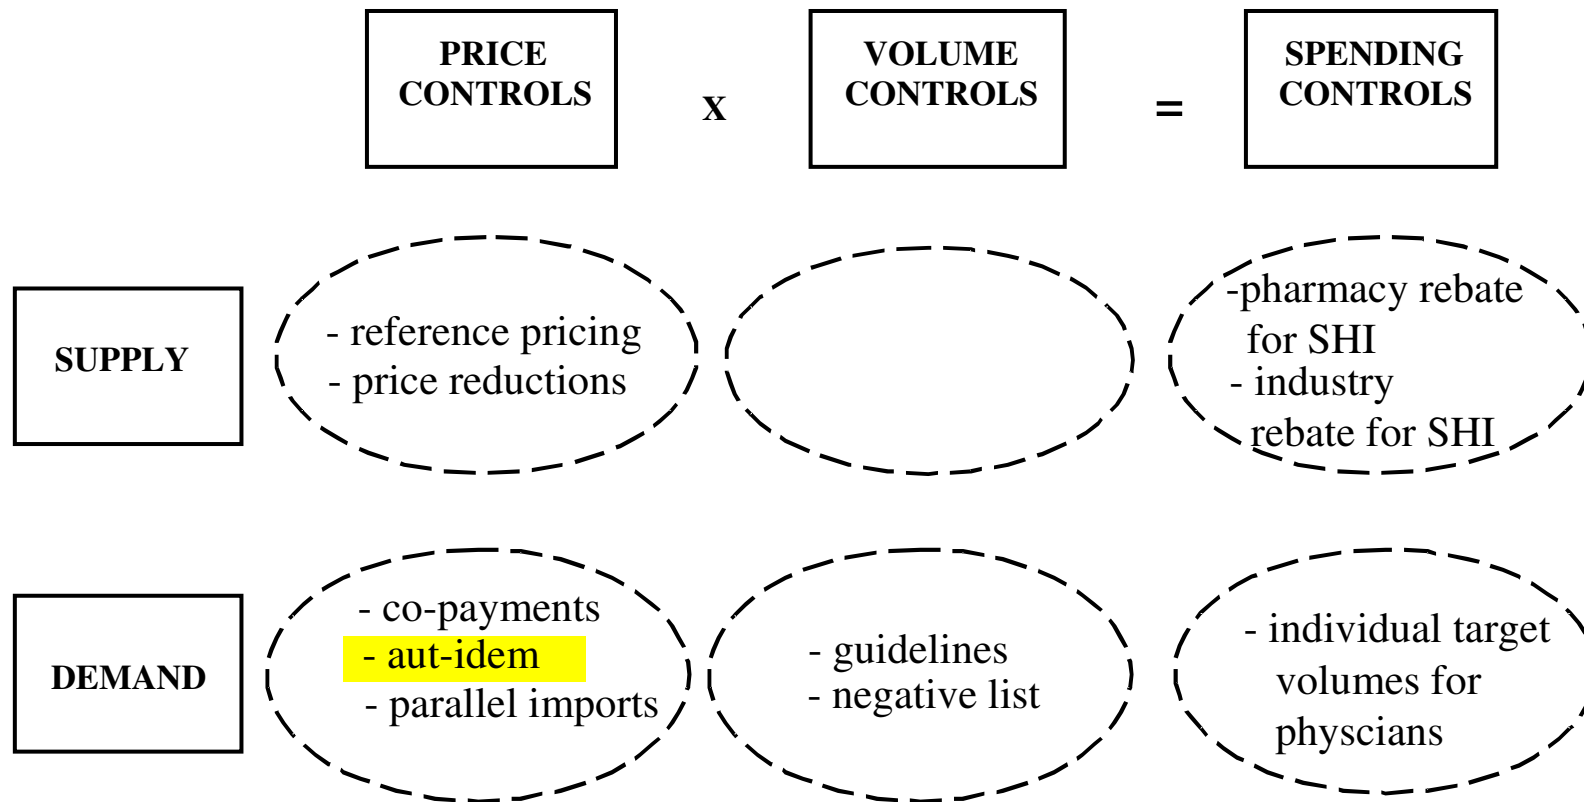 PRICE
CONTROLS
X
VOLUME
CONTROLS
=
SPENDING
CONTROLS
SUPPLY
- reference pricing
- price reductions
-pharmacy rebate
for SHI
- industry
rebate for SHI
DEMAND
- co-payments
- aut-idem
- parallel imports
- guidelines
- negative list
- individual target
volumes for
physcians